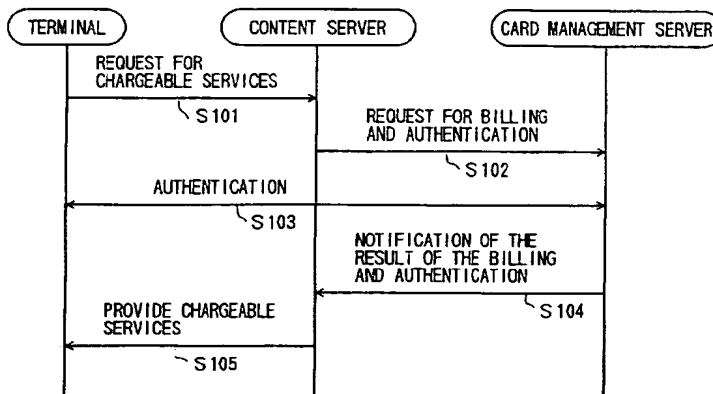 TERMINAL
CONTENT SERVER
CARD MANAGEMENT SERVER
REQUEST FOR
CHARGEABLE SERVICES
S101
REQUEST FOR BILLING
AND AUTHENTICATION
S102
AUTHENTICATION
S103
NOTIFICATION OF THE
RESULT OF THE BILLING
AND AUTHENTICATION
S104
PROVIDE CHARGEABLE
SERVICES
S105